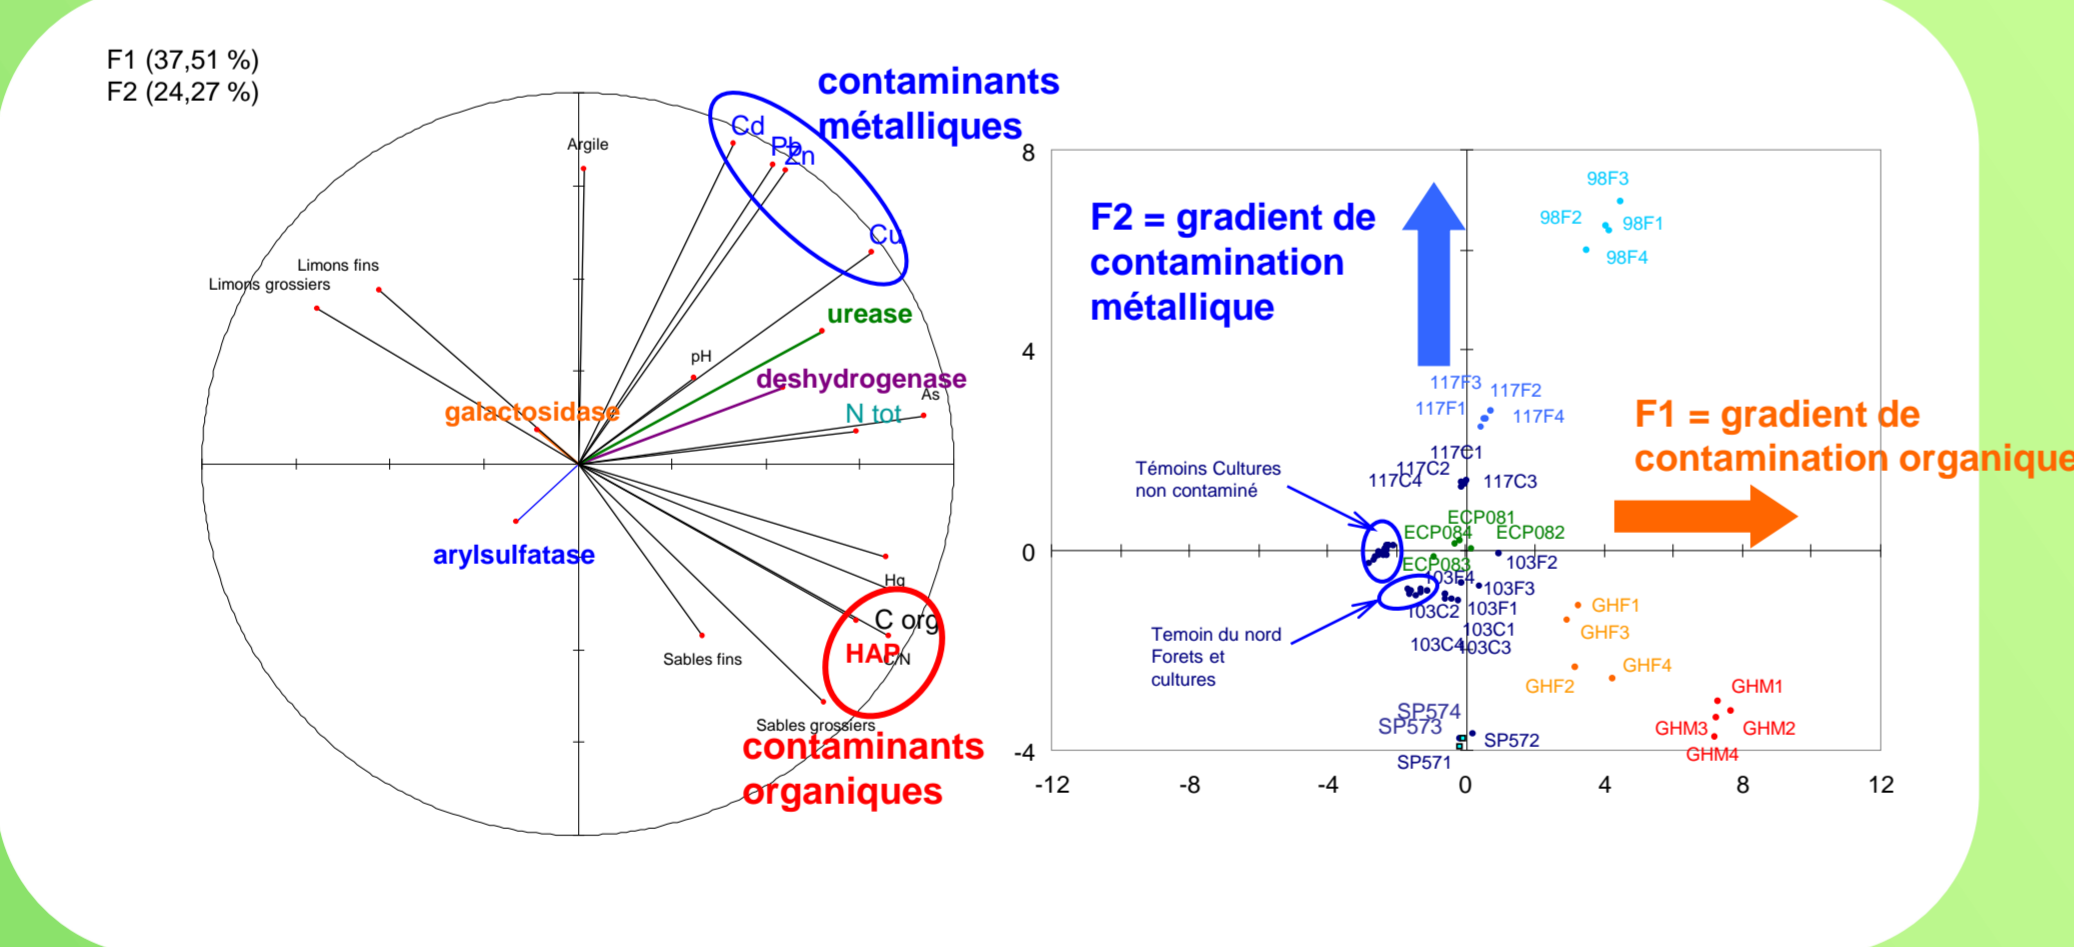 F1 (37,51 %)
F2 (24,27 %)
contaminants
métalliques
Cd
Pb
Zn
Cu
Argile
Limons fins
Limons grossiers
urease
pH
deshydrogenase
As
N tot
galactosidase
arylsulfatase
Hg
C org
HAP
C/N
Sables fins
Sables grossiers
contaminants
organiques
8
4
0
-4
-12
-8
-4
0
4
8
12
F2 = gradient de
contamination
métallique
98F3
98F2
98F1
98F4
117F3
117F2
117F1
117F4
F1 = gradient de
contamination organique
117C1
117C2
117C4
117C3
Témoins Cultures
non contaminé
ECP081
ECP084
ECP082
ECP083
103F2
103F4
103F3
103C2
103F1
103C1
103C4
103C3
Temoin du nord
Forets et
cultures
GHF1
GHF3
GHF4
GHF2
GHM1
GHM3
GHM2
GHM4
SP574
SP573
SP572
SP571